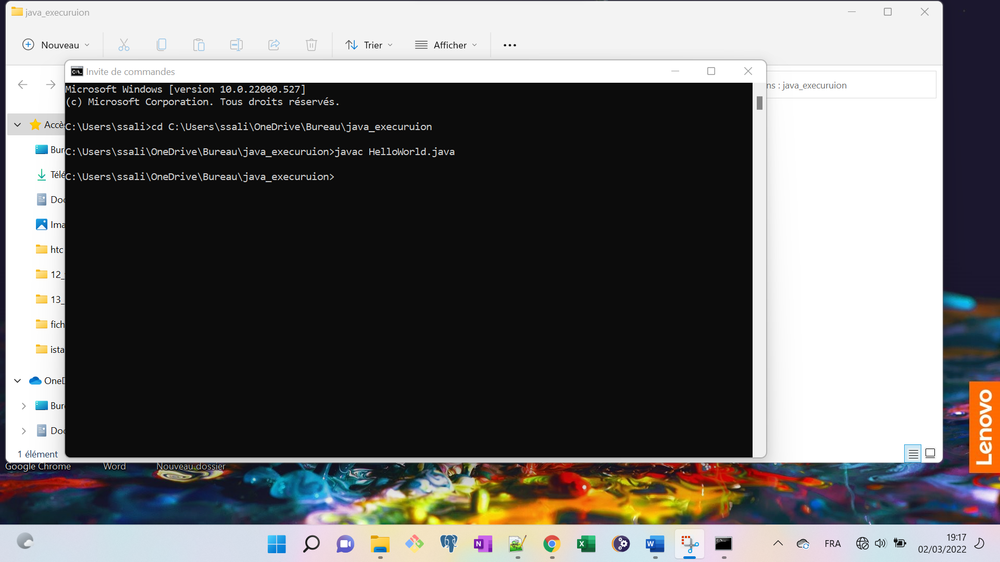 java_execuruion
Nouveau
Trier
Afficher
Invite de commandes
ns : java_execuruion
Microsoft Windows [version 10.0.22000.527]
(c) Microsoft Corporation. Tous droits réservés.
C:\Users\ssali>cd C:\Users\ssali\OneDrive\Bureau\java_execuruion
C:\Users\ssali\OneDrive\Bureau\java_execuruion>javac HelloWorld.java
C:\Users\ssali\OneDrive\Bureau\java_execuruion>
Accès
Bur
Télé
Doc
Ima
htc
12_
13_
fich
ista
OneD
Bur
Doc
1 élément
Google Chrome
Word
Nouveau dossier
Lenovo
FRA
19:17
02/03/2022